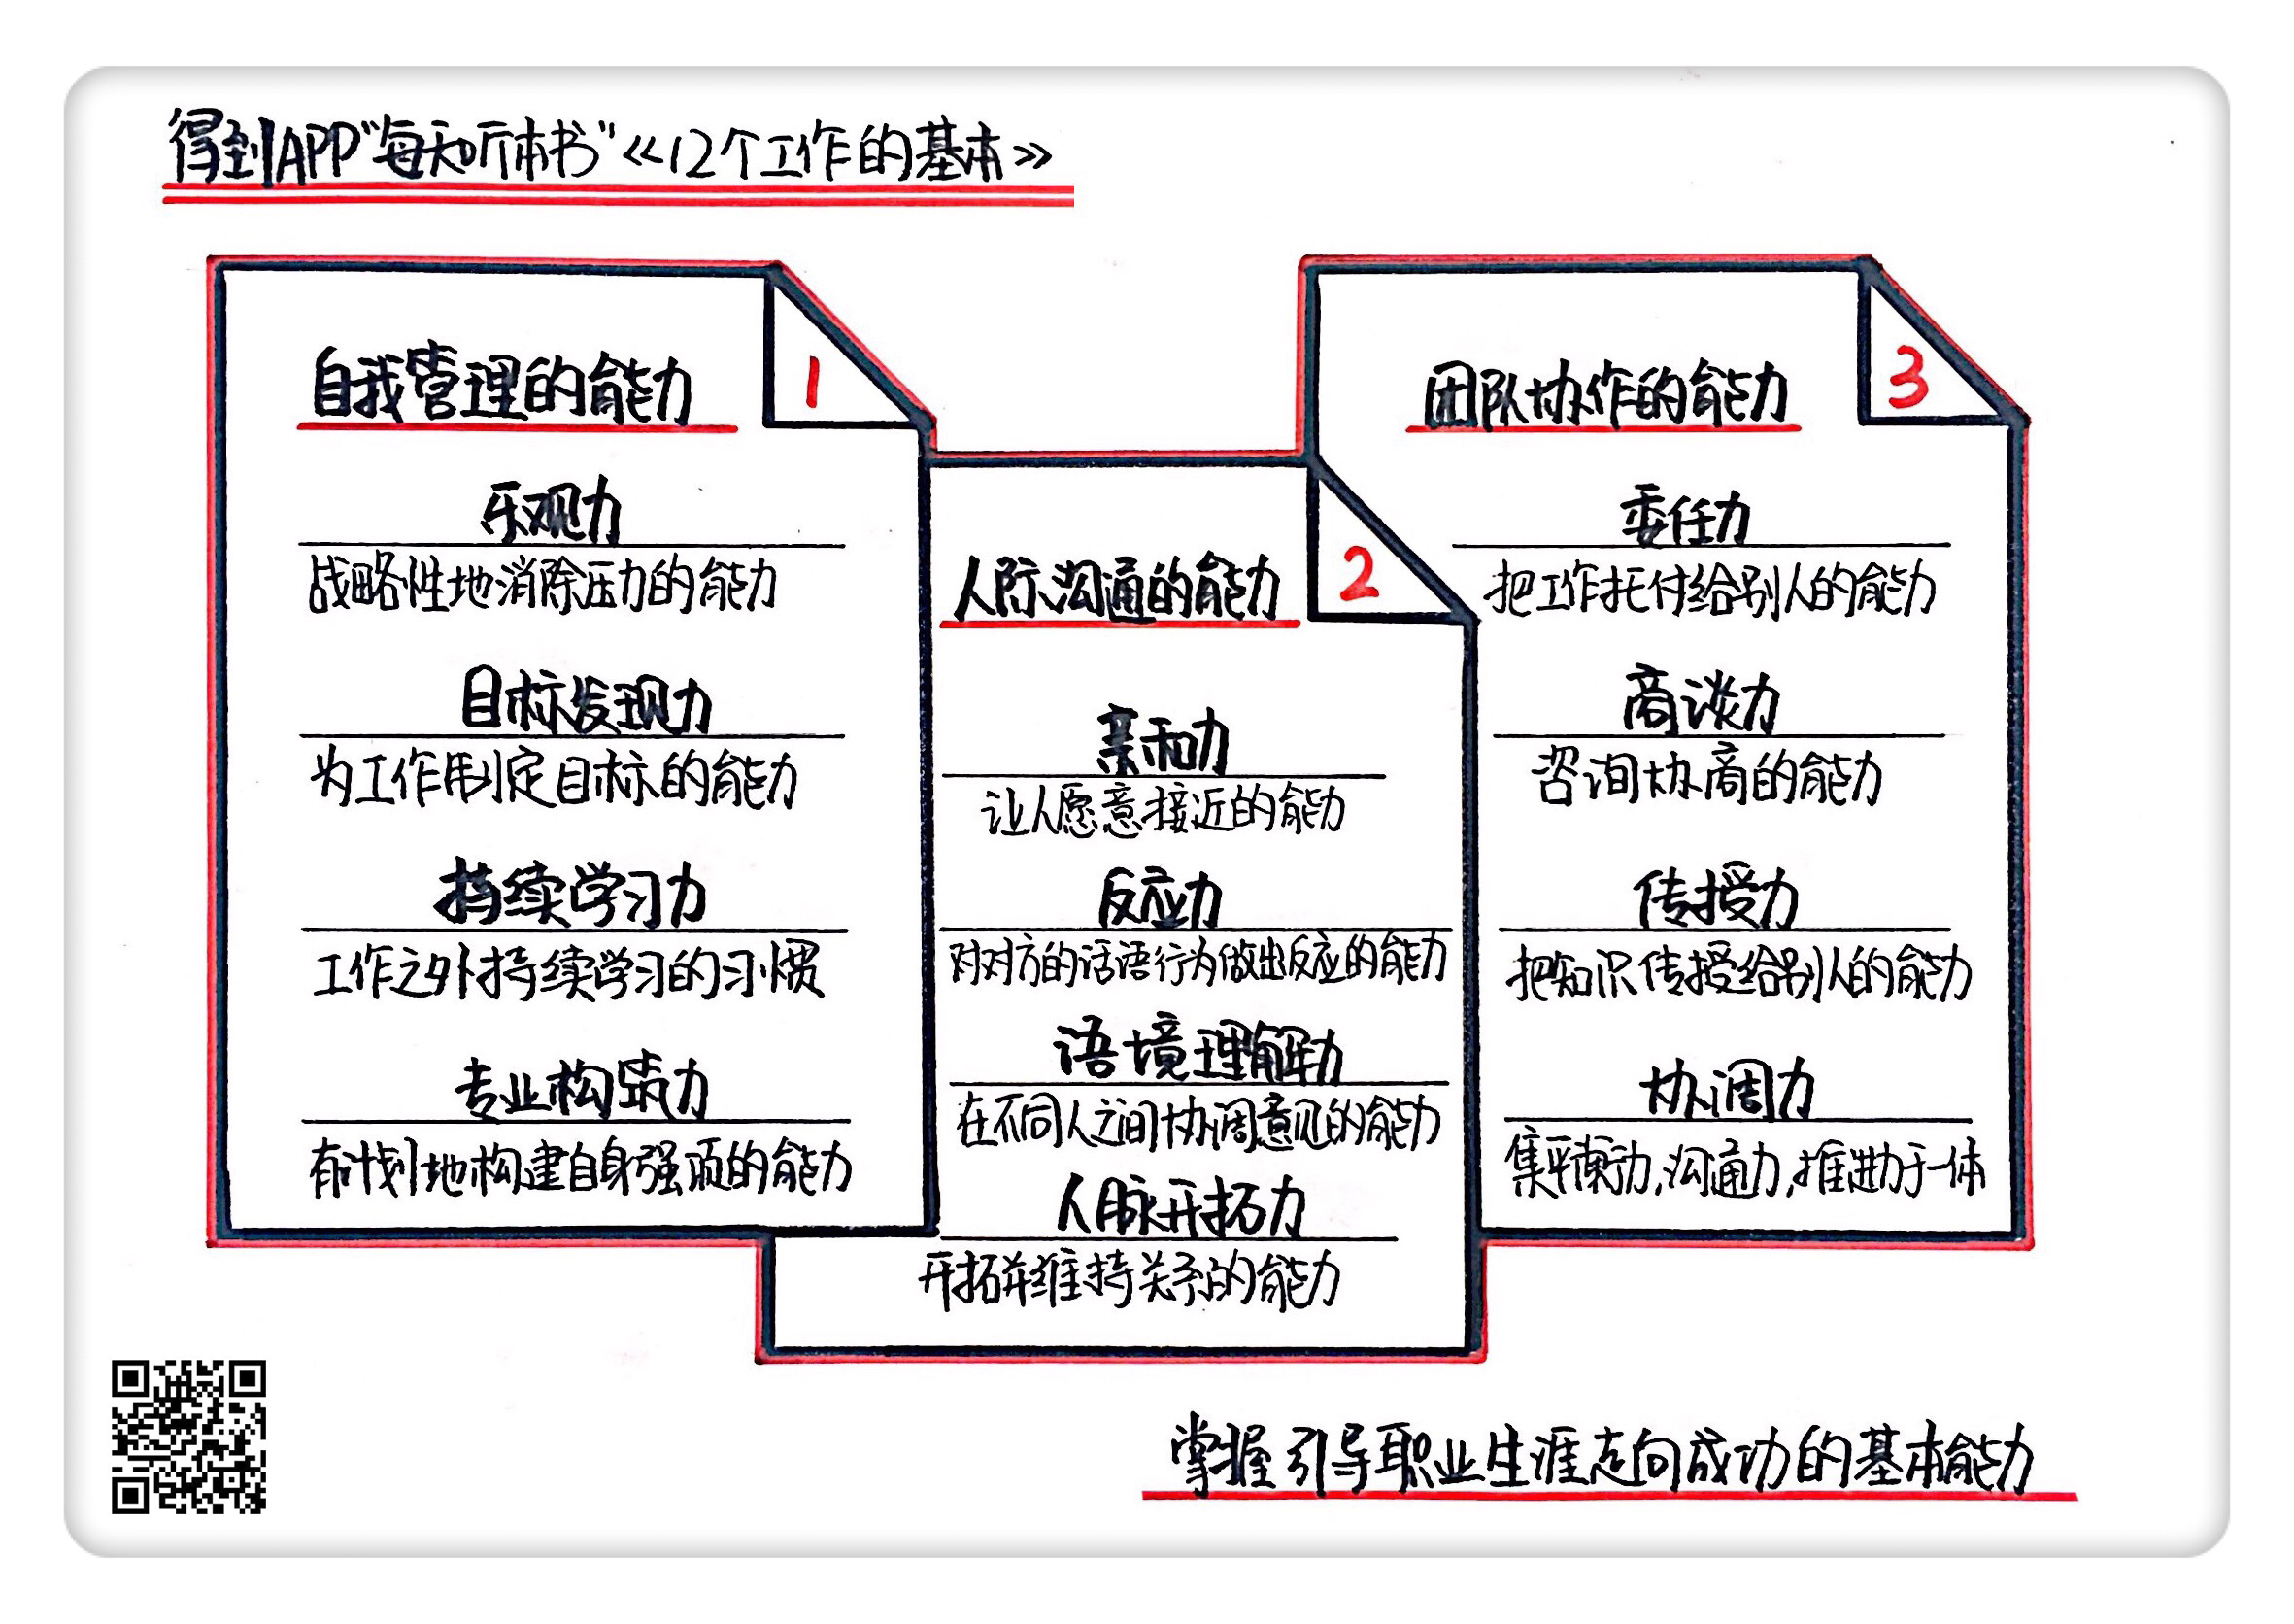 得到APP"每天听本书"《12个工作的基本》
1
自我管理的能力
乐观力
战略性地消除压力的能力
目标发现力
为工作制定目标的能力
持续学习力
工作之外持续学习的习惯
专业构筑力
有计划地构建自身强项的能力
2
人际沟通的能力
亲和力
让人愿意接近的能力
反应力
对对方的话语行为做出反应的能力
语境理解力
在不同人之间协调意见的能力
人脉开拓力
开拓并维持关系的能力
3
团队协作的能力
委任力
把工作托付给别人的能力
商谈力
咨询协商的能力
传授力
把知识传授给别人的能力
协调力
集平衡力,沟通力,推进力于一体
掌握引导职业生涯走向成功的基本能力